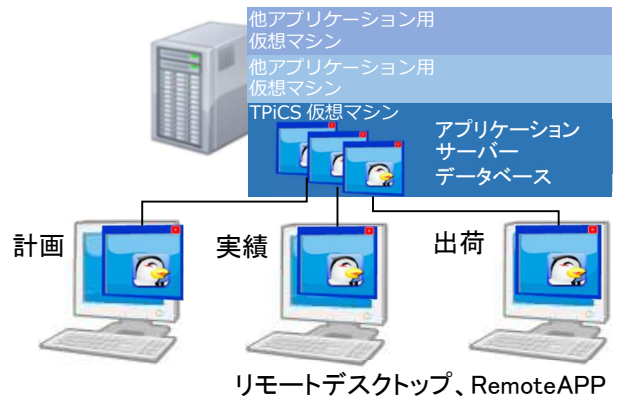 他アプリケーション用
仮想マシン
他アプリケーション用
仮想マシン
TPiCS 仮想マシン
アプリケーション
サーバー
データベース
計画
実績
出荷
リモートデスクトップ、RemoteAPP